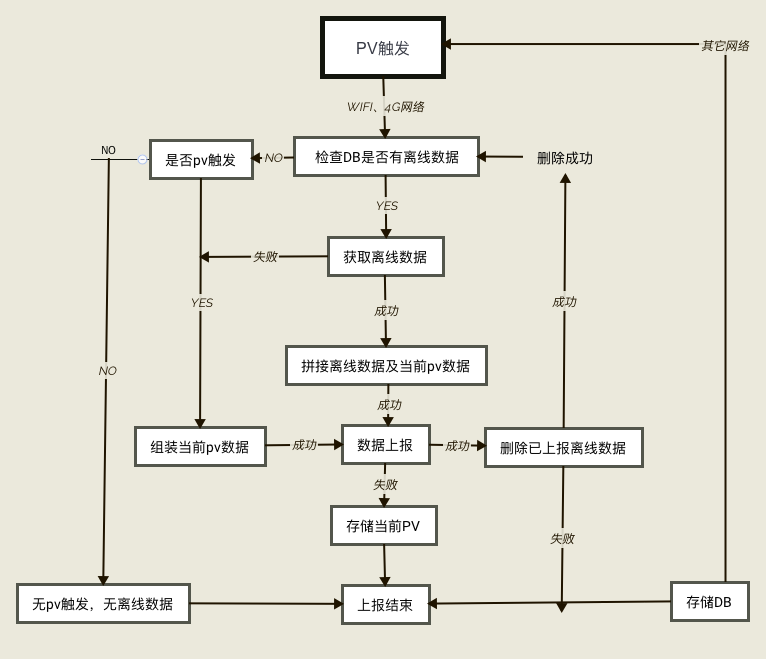 PV触发
其它网络
WIFI、4G网络
NO
是否pv触发
NO
检查DB是否有离线数据
删除成功
YES
失败
获取离线数据
YES
成功
成功
NO
拼接离线数据及当前pv数据
成功
组装当前pv数据
成功
数据上报
成功
删除已上报离线数据
失败
存储当前PV
失败
无pv触发，无离线数据
上报结束
存储DB